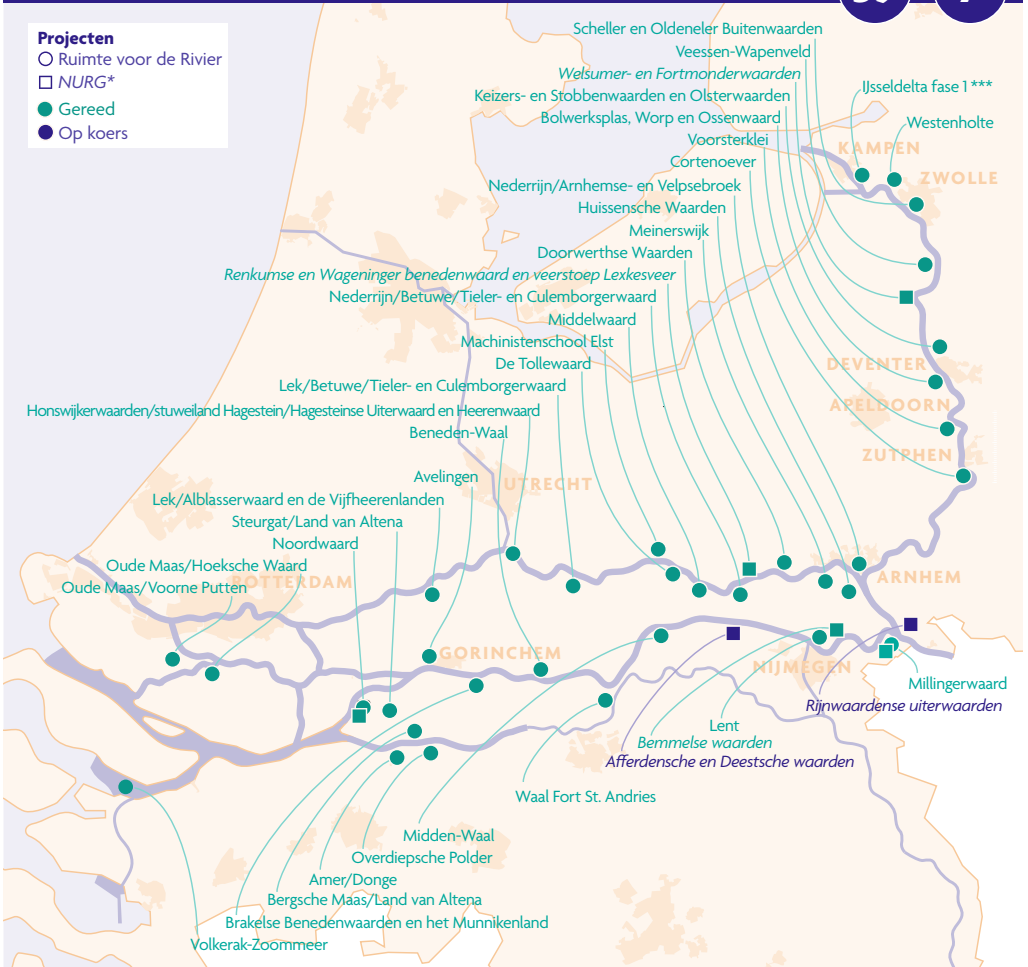 Projecten
Ruimte voor de Rivier
NURG*
Gereed
Op koers
Scheller en Oldeneler Buitenwaarden
Veessen-Wapenveld
Welsumer- en Fortmonderwaarden
Keizers- en Stobbenwaarden en Olsterwaarden
Bolwerksplas, Worp en Ossenwaard
Voorsterklei
Cortenoever
Nederrijn/Arnhemse- en Velpsebroek
Huissensche Waarden
Meinerswijk
Doorwerthse Waarden
Renkumse en Wageninger benedenwaard en veerstoep Lexkesveer
Nederrijn/Betuwe/Tieler- en Culemborgerwaard
Middelwaard
Machinistenschool Elst
De Tollewaard
Lek/Betuwe/Tieler- en Culemborgerwaard
Honswijkerwaarden/stuweiland Hagestein/Hagesteinse Uiterwaard en Heerenwaard
Beneden-Waal
Avelingen
Lek/Alblasserwaard en de Vijfheerenlanden
Steurgat/Land van Altena
Noordwaard
Oude Maas/Hoeksche Waard
Oude Maas/Voorne Putten
IJsseldelta fase 1***
Westenholte
KAMPEN
ZWOLLE
DEVENTER
APELDOORN
ZUTPHEN
UTRECHT
ROTTERDAM
ARNHEM
GORINCHEM
NIJMEGEN
Millingerwaard
Rijnwaardense uiterwaarden
Lent
Bemmelse waarden
Afferdensche en Deestsche waarden
Waal Fort St. Andries
Midden-Waal
Overdiepsche Polder
Amer/Donge
Bergsche Maas/Land van Altena
Brakelse Benedenwaarden en het Munnikenland
Volkerak-Zoommeer